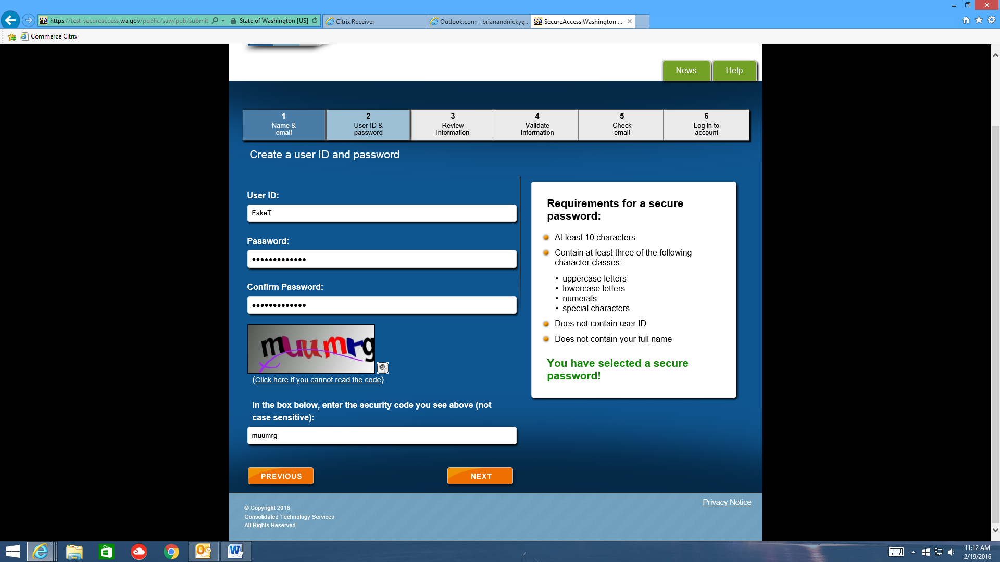 https://test-secureaccess.wa.gov/public/saw/pub/submit
State of Washington [US]
Citrix Receiver
Outlook.com - brianandnickyg...
SecureAccess Washington ...
Commerce Citrix
News
Help
1
Name &
email
2
User ID &
password
3
Review
information
4
Validate
information
5
Check
email
6
Log in to
account
Create a user ID and password
User ID:
FakeT
Password:
•••••••••••••
Confirm Password:
•••••••••••••
muumrg
(Click here if you cannot read the code)
In the box below, enter the security code you see above (not
case sensitive):
muumrg
PREVIOUS
NEXT
Requirements for a secure
password:
At least 10 characters
Contain at least three of the following
character classes:
• uppercase letters
• lowercase letters
• numerals
• special characters
Does not contain user ID
Does not contain your full name
You have selected a secure
password!
© Copyright 2016
Consolidated Technology Services
All Rights Reserved
Privacy Notice
11:12 AM
2/19/2016